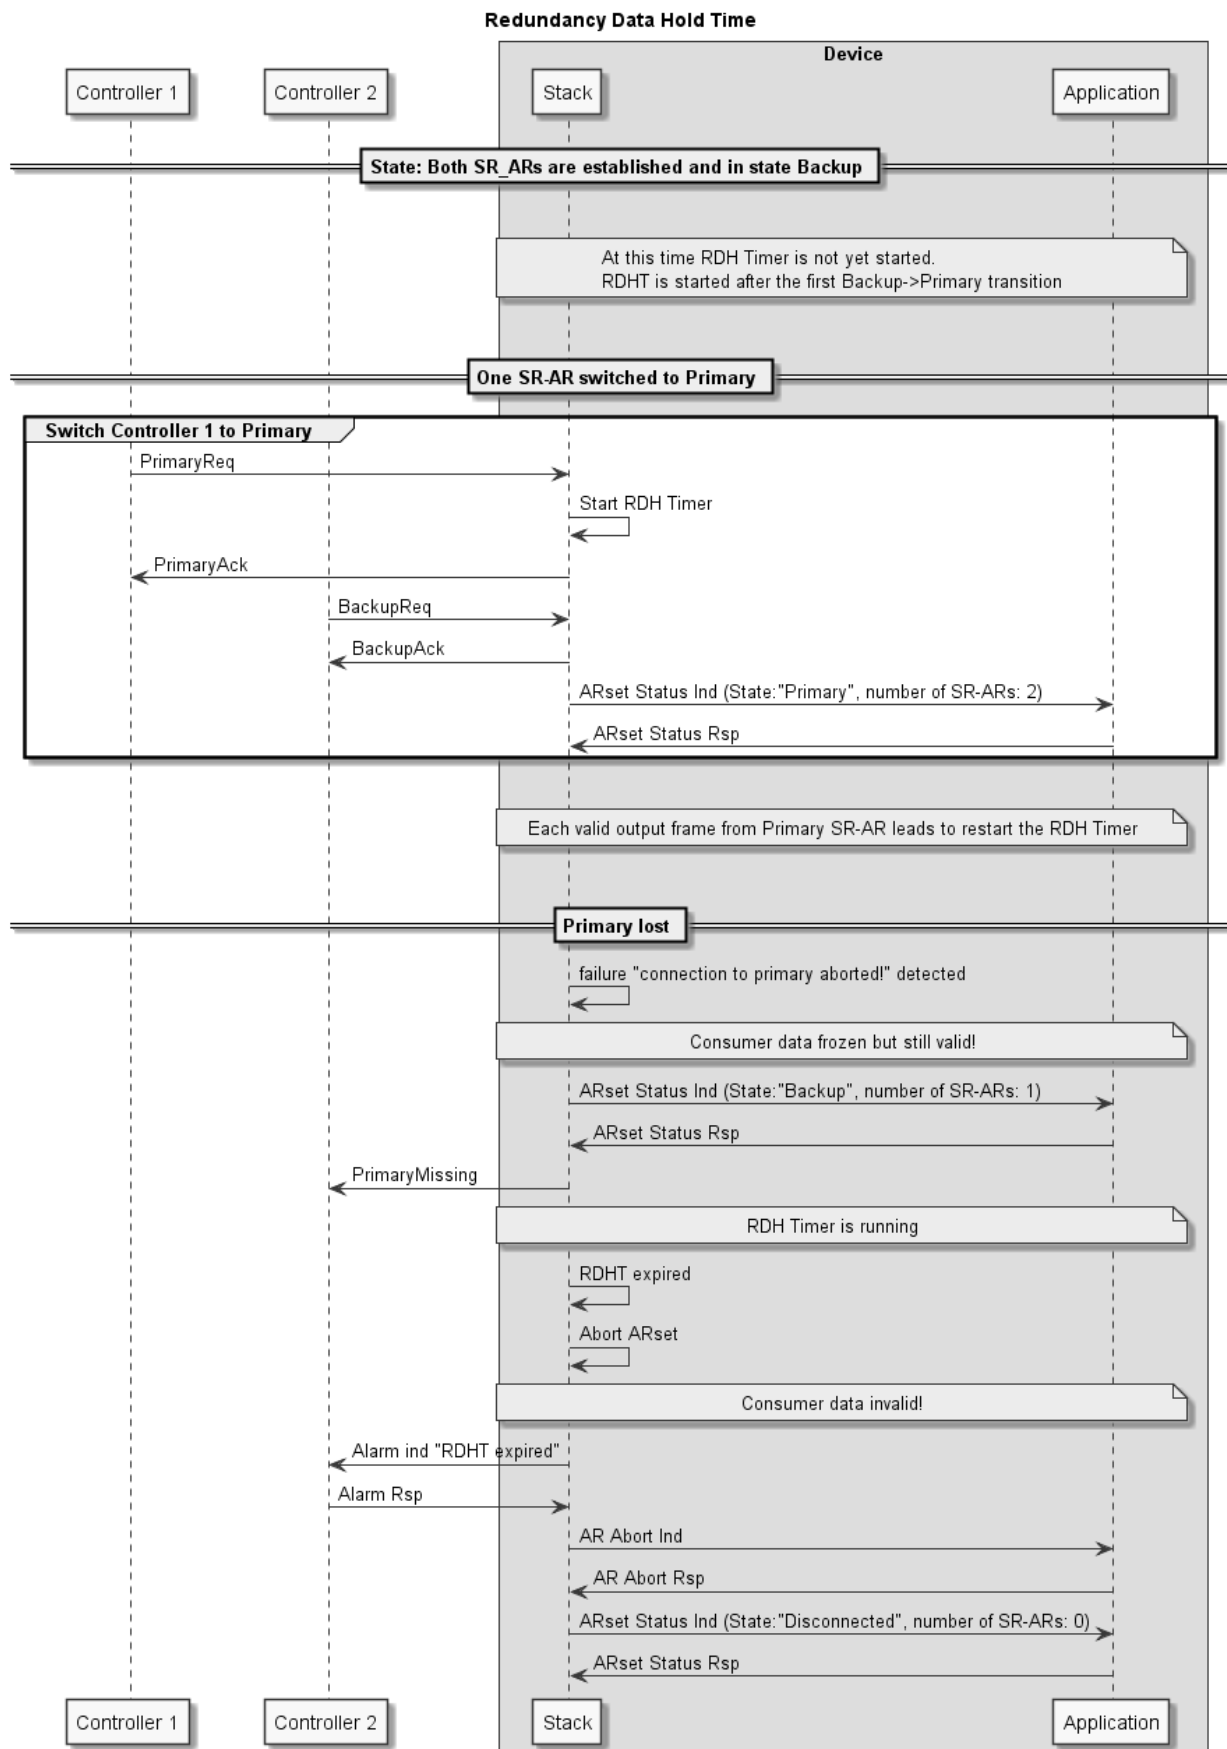 Redundancy Data Hold Time
Device
Controller 1
Controller 2
Stack
Application
State: Both SR_ARs are established and in state Backup
At this time RDH Timer is not yet started.
RDHT is started after the first Backup->Primary transition
One SR-AR switched to Primary
Switch Controller 1 to Primary
PrimaryReq
Start RDH Timer
PrimaryAck
BackupReq
BackupAck
ARset Status Ind (State:"Primary", number of SR-ARs: 2)
ARset Status Rsp
Each valid output frame from Primary SR-AR leads to restart the RDH Timer
Primary lost
failure "connection to primary aborted!" detected
Consumer data frozen but still valid!
ARset Status Ind (State:"Backup", number of SR-ARs: 1)
ARset Status Rsp
PrimaryMissing
RDH Timer is running
RDHT expired
Abort ARset
Consumer data invalid!
Alarm ind "RDHT expired"
Alarm Rsp
AR Abort Ind
AR Abort Rsp
ARset Status Ind (State:"Disconnected", number of SR-ARs: 0)
ARset Status Rsp
Controller 1
Controller 2
Stack
Application